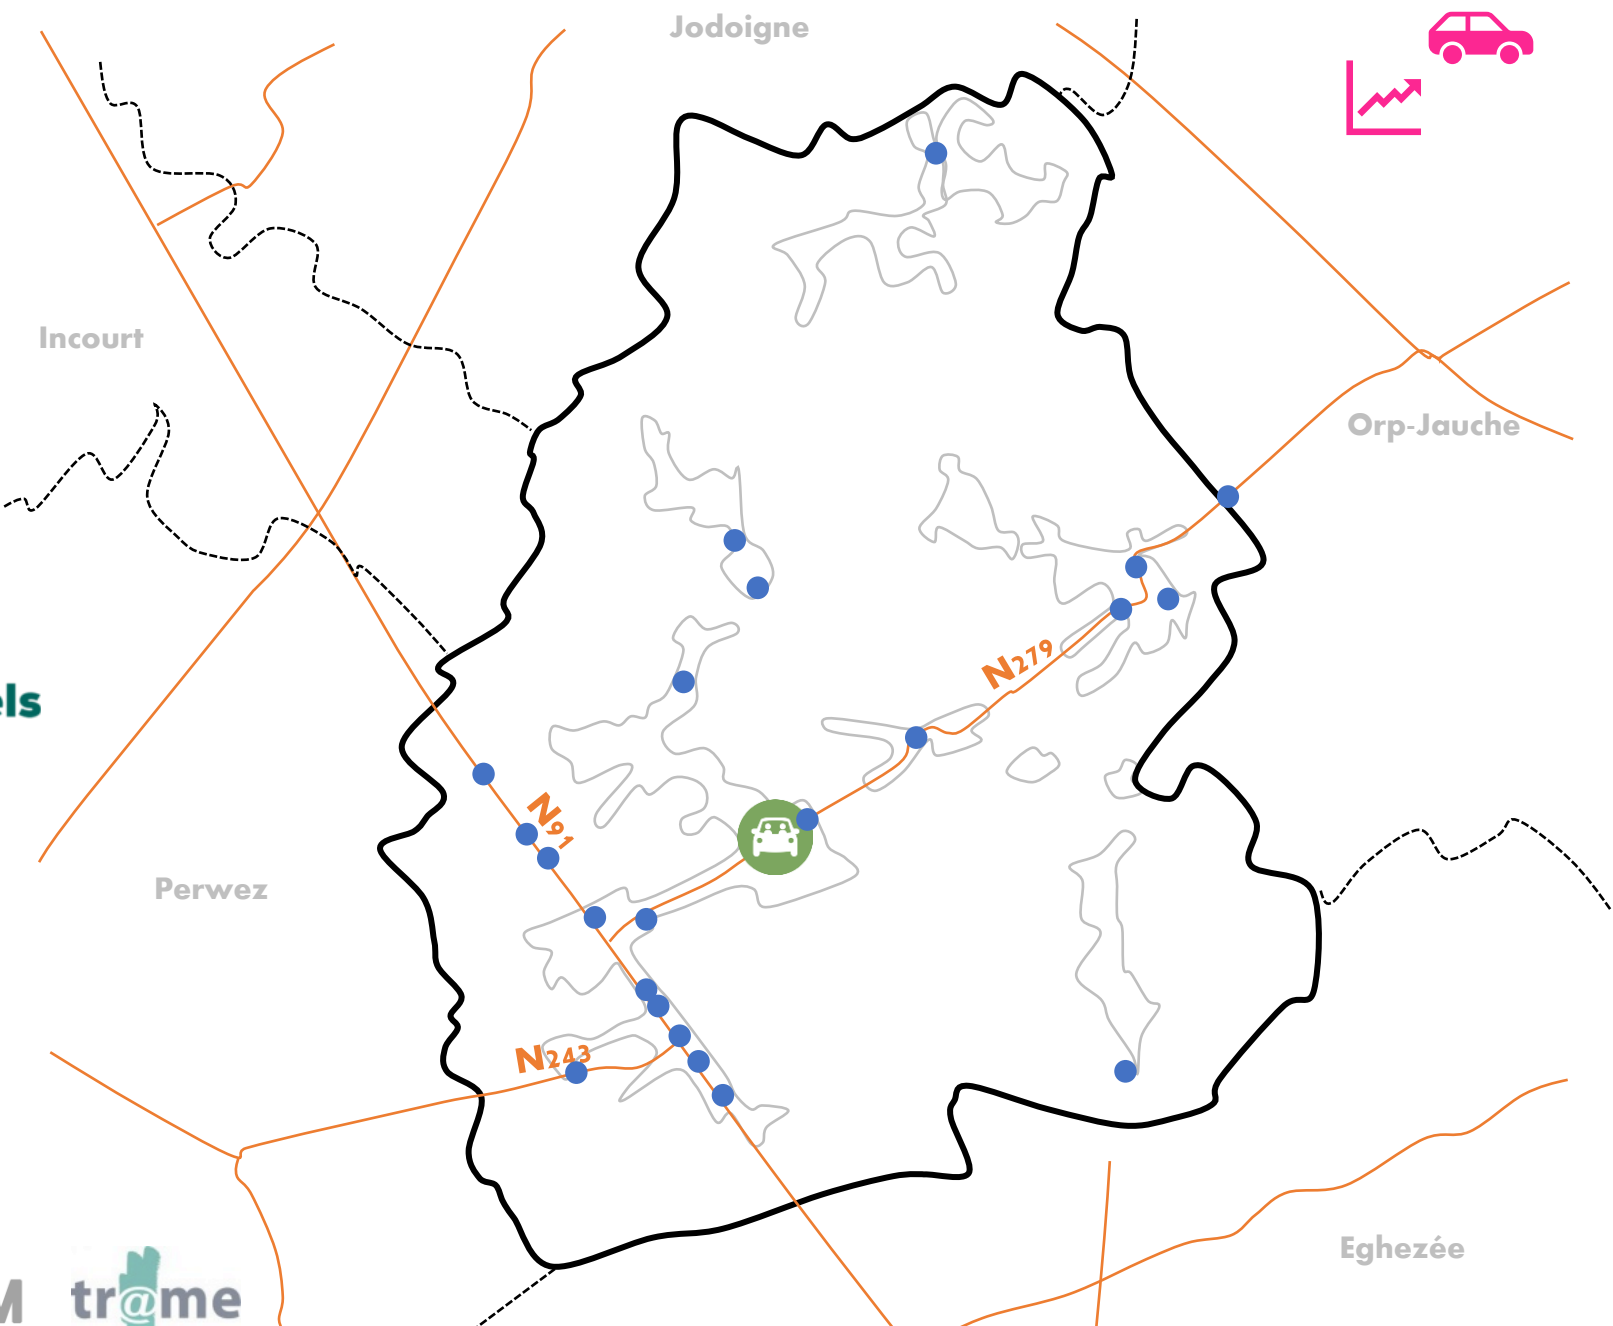 Jodoigne
Incourt
Orp-Jauche
N279
els
N91
Perwez
N243
Eghezée
M
tr@me